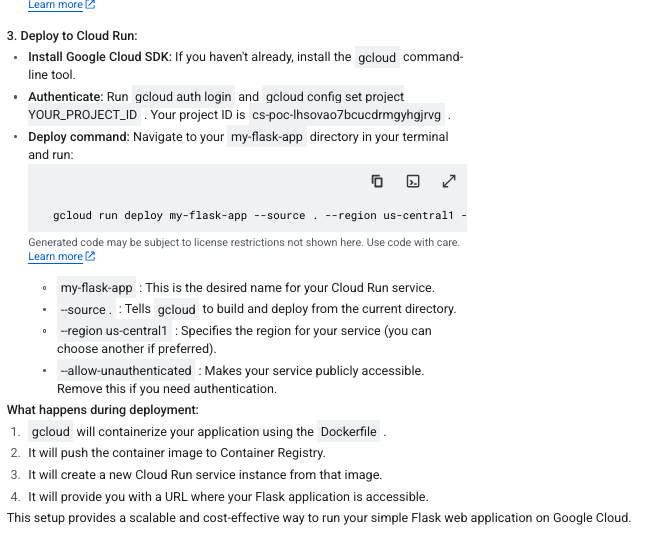 Learn more
3. Deploy to Cloud Run:
• Install Google Cloud SDK: If you haven't already, install the gcloud command-
line tool.
• Authenticate: Run gcloud auth login and gcloud config set project
YOUR_PROJECT_ID . Your project ID is cs-poc-lhsovao7bcucdrmgyhgjrvg .
• Deploy command: Navigate to your my-flask-app directory in your terminal
and run:
gcloud run deploy my-flask-app --source . --region us-central1 -
Generated code may be subject to license restrictions not shown here. Use code with care.
Learn more
◦ my-flask-app : This is the desired name for your Cloud Run service.
◦ --source . : Tells gcloud to build and deploy from the current directory.
◦ --region us-central1 : Specifies the region for your service (you can
choose another if preferred).
◦ --allow-unauthenticated : Makes your service publicly accessible.
Remove this if you need authentication.
What happens during deployment:
1. gcloud will containerize your application using the Dockerfile .
2. It will push the container image to Container Registry.
3. It will create a new Cloud Run service instance from that image.
4. It will provide you with a URL where your Flask application is accessible.
This setup provides a scalable and cost-effective way to run your simple Flask web application on Google Cloud.